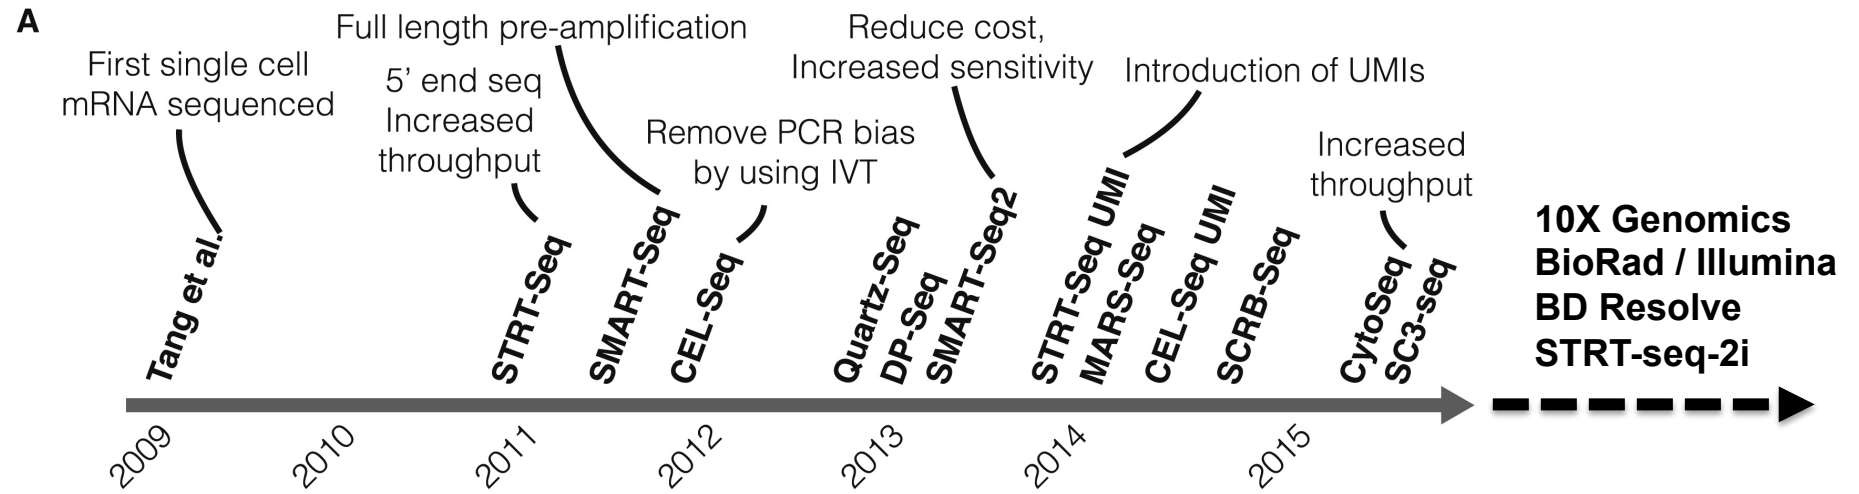 A
First single cell
mRNA sequenced
Full length pre-amplification
5’ end seq
Increased
throughput
Remove PCR bias
by using IVT
Reduce cost,
Increased sensitivity
Introduction of UMIs
Increased
throughput
Tang et al.
STRT-Seq
SMART-Seq
CEL-Seq
Quartz-Seq
DP-Seq
SMART-Seq2
STRT-Seq UMI
MARS-Seq
CEL-Seq UMI
SCRB-Seq
CytoSeq
SC3-seq
10X Genomics
BioRad / Illumina
BD Resolve
STRT-seq-2i
2009
2010
2011
2012
2013
2014
2015